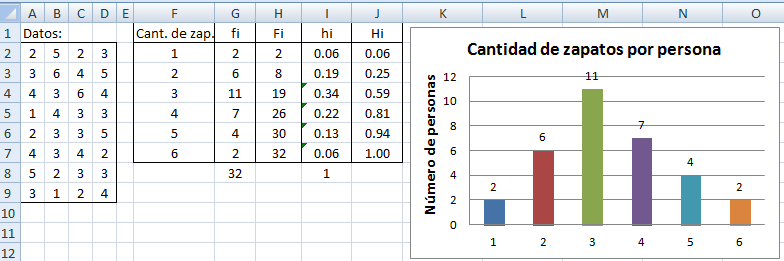 A B C D E F G H I J K L M N
1 Datos: Cant. de zap. fi Fi hi Hi
2 2 5 2 3 1 2 2 0.06 0.06
3 3 6 4 5 2 6 8 0.19 0.25
4 4 3 6 4 3 11 19 0.34 0.59
5 1 4 3 3 4 7 26 0.22 0.81
6 2 3 3 5 5 4 30 0.13 0.94
7 4 3 4 2 6 2 32 0.06 1.00
8 5 2 3 3 32 1
9 3 1 2 4
10
11
12
Cantidad de zapatos por persona
Número de personas
12
10
8
6
4
2
0
2 6 11 7 4 2
1 2 3 4 5 6